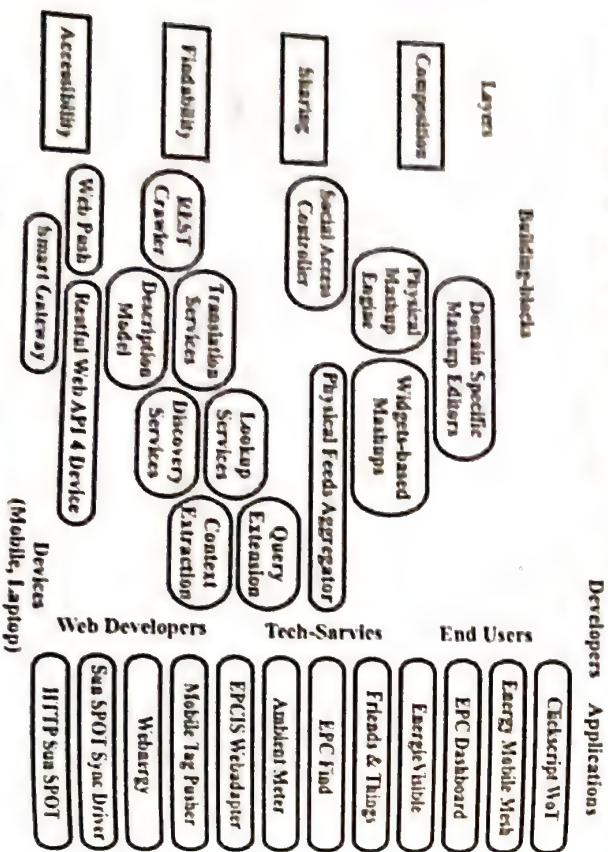 Layers
Building-blocks
Developers Applications
Composition
Domain Specific
Mashup Editors
Physical
Mashup
Engine
Widgets-based
Mashups
Sharing
Social Access
Controller
Physical Feeds Aggregator
Findability
REST
Crawler
Translation
Services
Description
Model
Lookup
Services
Discovery
Services
Query
Extension
Context
Extraction
Accessibility
Web Push
Restful Web API 4 Device
Smart Gateway
Devices
(Mobile, Laptop)
End Users
Tech-Sarvies
Web Developers
Clickscript WoT
Energy Mobile Mesh
EPC Dashboard
EnergieVisible
Friends & Things
EPC Find
Ambient Meter
EPCIS Webadapter
Mobile Tag Pusher
Webnrgy
Sun SPOT Sync Driver
HTTP Sun SPOT